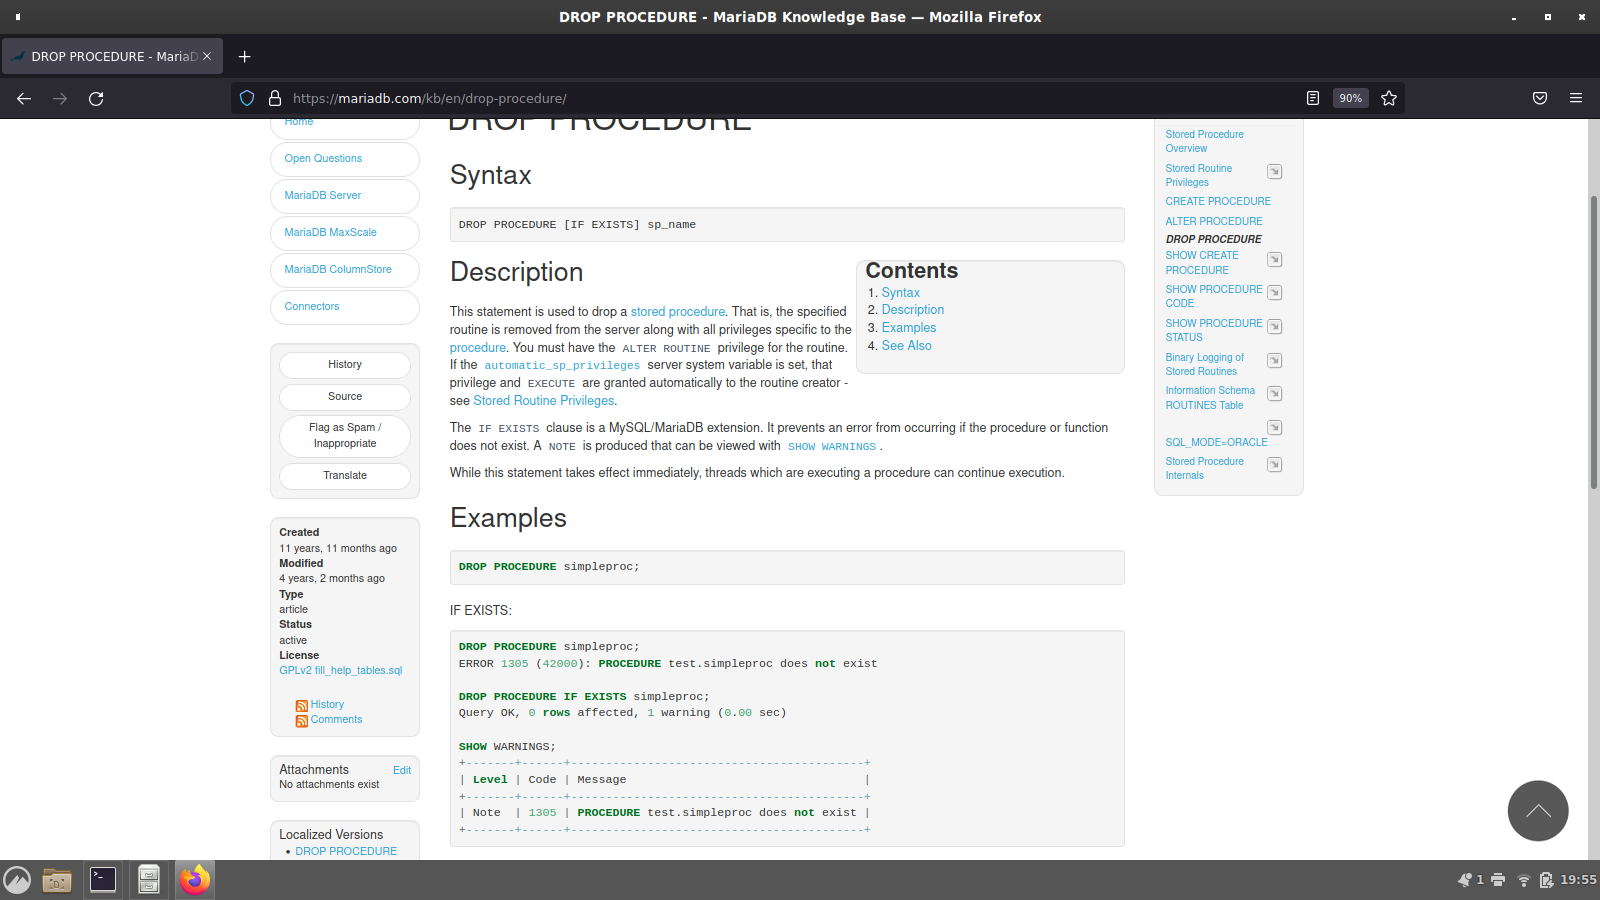 DROP PROCEDURE - MariaDB Knowledge Base — Mozilla Firefox
DROP PROCEDURE - MariaD
https://mariadb.com/kb/en/drop-procedure/
90%
Home
Open Questions
MariaDB Server
MariaDB MaxScale
MariaDB ColumnStore
Connectors
History
Source
Flag as Spam /
Inappropriate
Translate
Created
11 years, 11 months ago
Modified
4 years, 2 months ago
Type
article
Status
active
License
GPLv2 fill_help_tables.sql
History
Comments
Attachments Edit
No attachments exist
Localized Versions
• DROP PROCEDURE
DROP PROCEDURE
Syntax
DROP PROCEDURE [IF EXISTS] sp_name
Description
This statement is used to drop a stored procedure. That is, the specified
routine is removed from the server along with all privileges specific to the
procedure. You must have the ALTER ROUTINE privilege for the routine.
If the automatic_sp_privileges server system variable is set, that
privilege and EXECUTE are granted automatically to the routine creator -
see Stored Routine Privileges.
Contents
1. Syntax
2. Description
3. Examples
4. See Also
The IF EXISTS clause is a MySQL/MariaDB extension. It prevents an error from occurring if the procedure or function
does not exist. A NOTE is produced that can be viewed with SHOW WARNINGS .
While this statement takes effect immediately, threads which are executing a procedure can continue execution.
Examples
DROP PROCEDURE simpleproc;
IF EXISTS:
DROP PROCEDURE simpleproc;
ERROR 1305 (42000): PROCEDURE test.simpleproc does not exist
DROP PROCEDURE IF EXISTS simpleproc;
Query OK, 0 rows affected, 1 warning (0.00 sec)
SHOW WARNINGS;
+-------+------+------------------------------------------+
| Level | Code | Message                                  |
+-------+------+------------------------------------------+
| Note  | 1305 | PROCEDURE test.simpleproc does not exist |
+-------+------+------------------------------------------+
Stored Procedure
Overview
Stored Routine
Privileges
CREATE PROCEDURE
ALTER PROCEDURE
DROP PROCEDURE
SHOW CREATE
PROCEDURE
SHOW PROCEDURE
CODE
SHOW PROCEDURE
STATUS
Binary Logging of
Stored Routines
Information Schema
ROUTINES Table
SQL_MODE=ORACLE
Stored Procedure
Internals
1 19:55